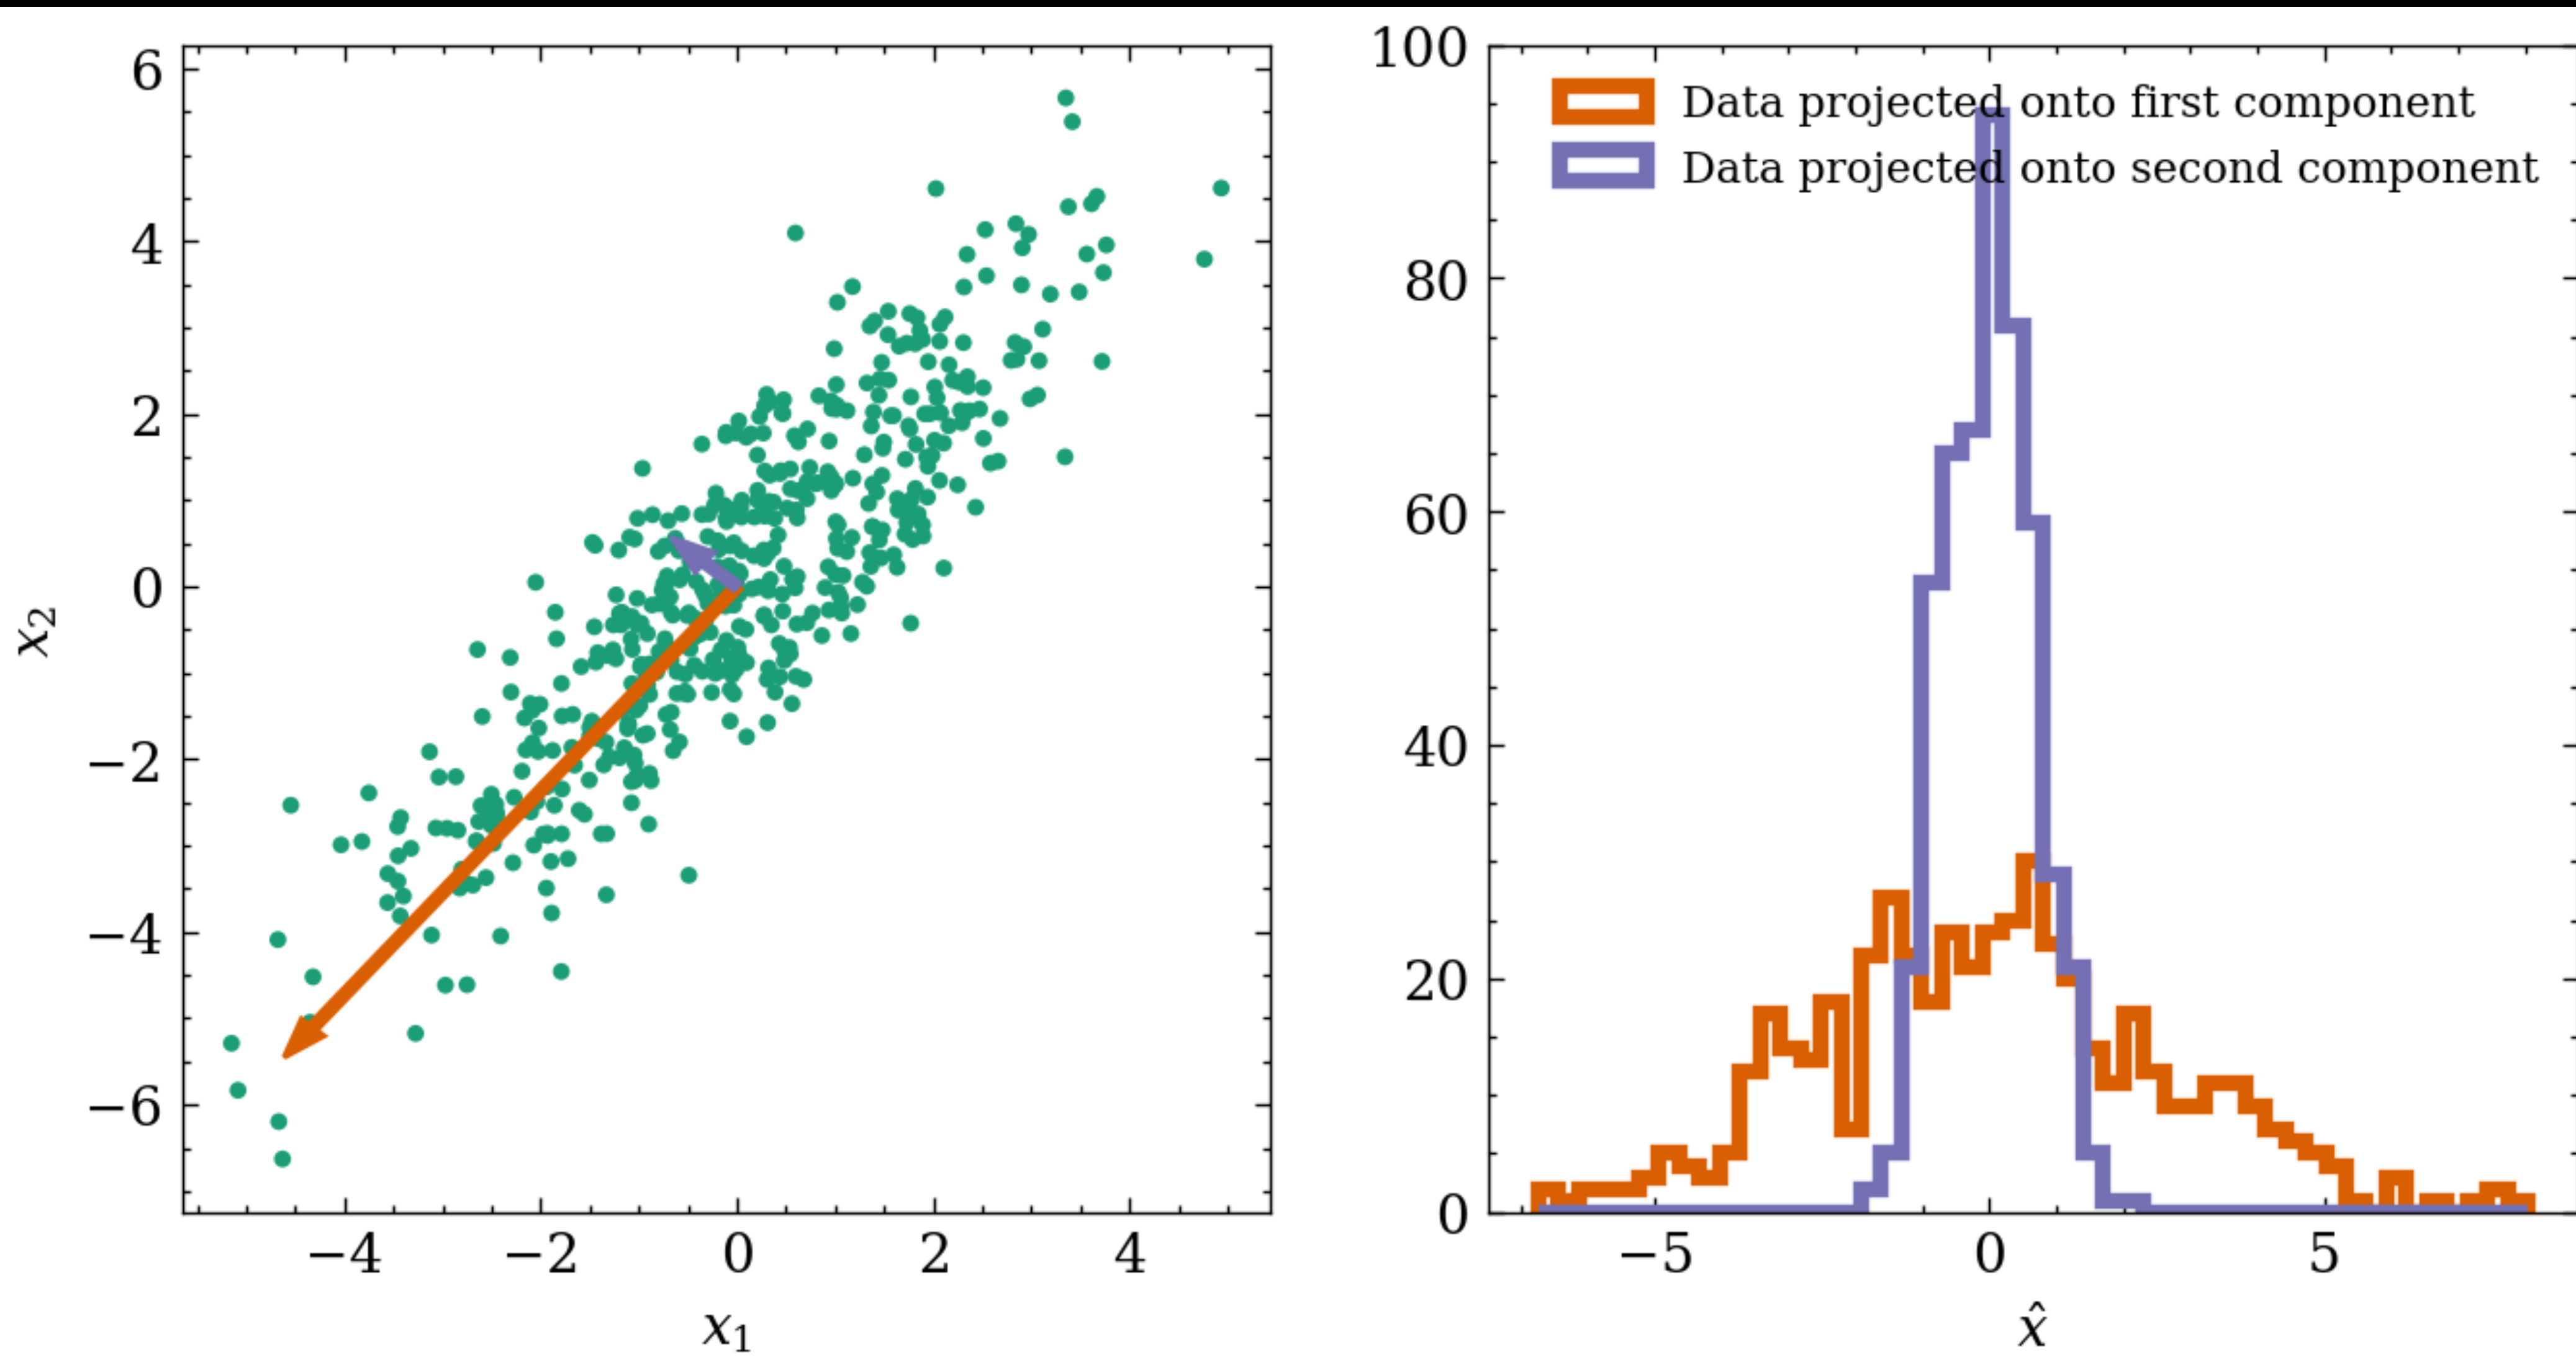 6
4
2
0
−2
−4
−6
x₂
−4 −2 0 2 4
x₁
100
80
60
40
20
0
Data projected onto first component
Data projected onto second component
−5 0 5
x̂